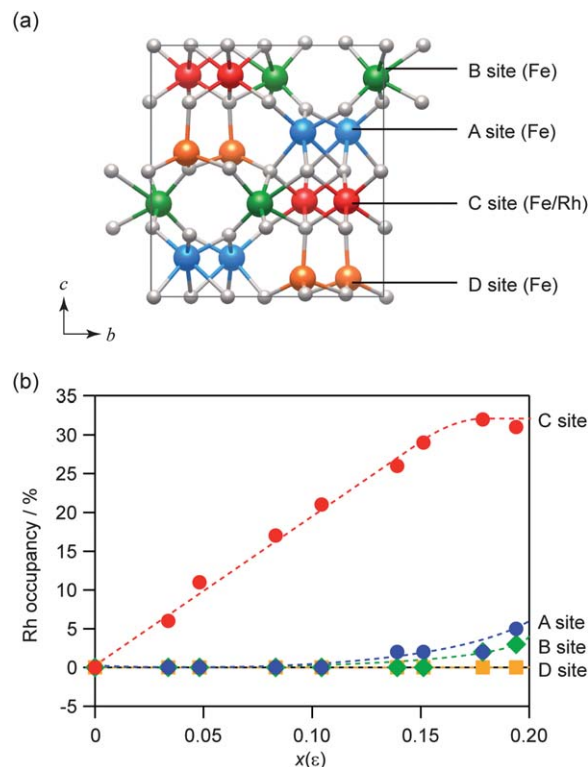 (a)
B site (Fe)
A site (Fe)
C site (Fe/Rh)
D site (Fe)
c
b
(b)
35
30
25
20
15
10
5
0
-5
Rh occupancy / %
C site
A site
B site
D site
0
0.05
0.10
0.15
0.20
x(ε)